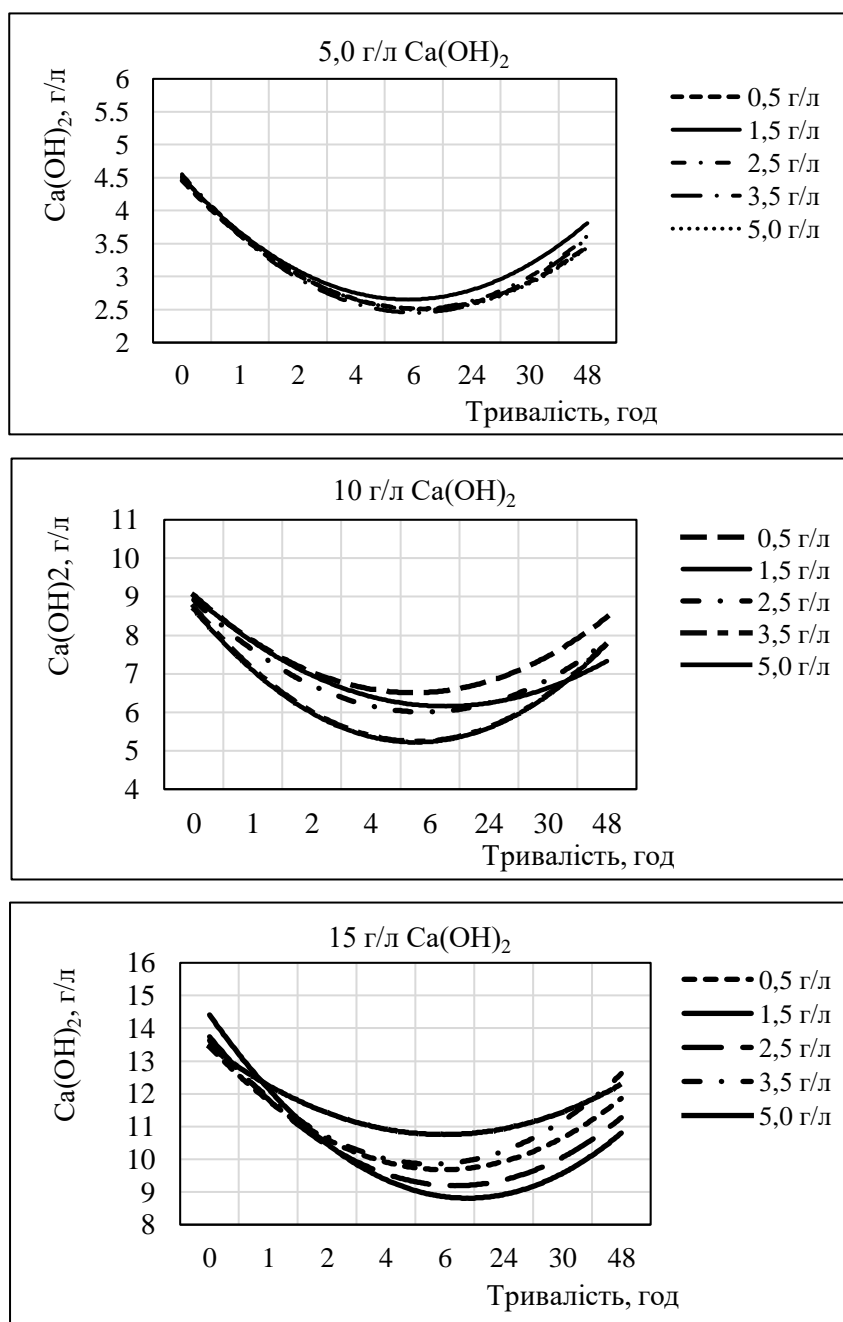 5,0 г/л Ca(OH)₂
Ca(OH)₂, г/л
6
5.5
5
4.5
4
3.5
3
2.5
2
0 1 2 4 6 24 30 48
Тривалість, год
0,5 г/л
1,5 г/л
2,5 г/л
3,5 г/л
5,0 г/л
10 г/л Ca(OH)₂
Ca(OH)2, г/л
11
10
9
8
7
6
5
4
0 1 2 4 6 24 30 48
Тривалість, год
0,5 г/л
1,5 г/л
2,5 г/л
3,5 г/л
5,0 г/л
15 г/л Ca(OH)₂
Ca(OH)₂, г/л
16
15
14
13
12
11
10
9
8
0 1 2 4 6 24 30 48
Тривалість, год
0,5 г/л
1,5 г/л
2,5 г/л
3,5 г/л
5,0 г/л